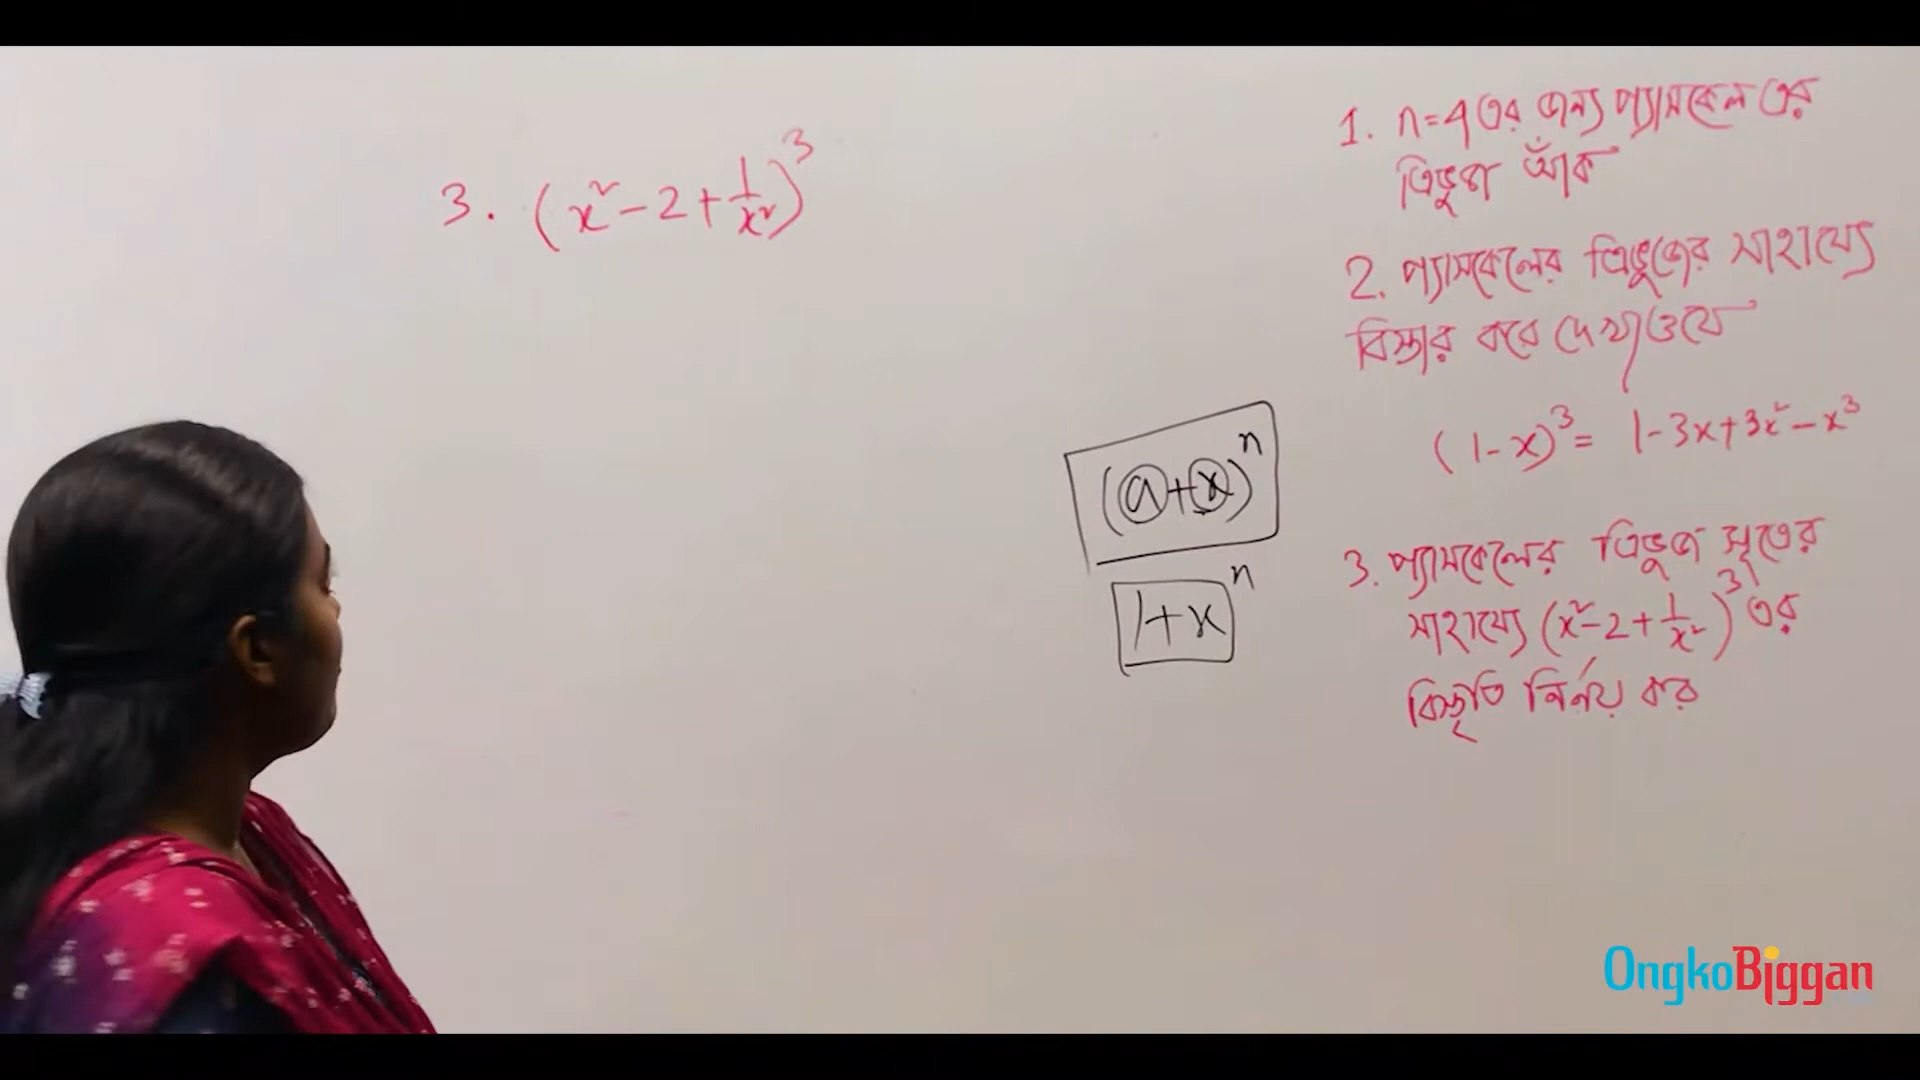 3. (x² - 2 + 1/x²)³
1. n=4 এর জন্য প্যাসকেল এর
ত্রিভুজ আঁক
2. প্যাসকেলের ত্রিভুজের সাহায্যে
বিস্তার করে দেখাও যে
(1-x)³ = 1-3x+3x²-x³
(a+x)ⁿ
1+x ⁿ
3. প্যাসকেলের ত্রিভুজ সূত্রের
সাহায্যে (x²-2+1/x²)³ এর
বিস্তৃতি নির্ণয় কর
OngkoBiggan